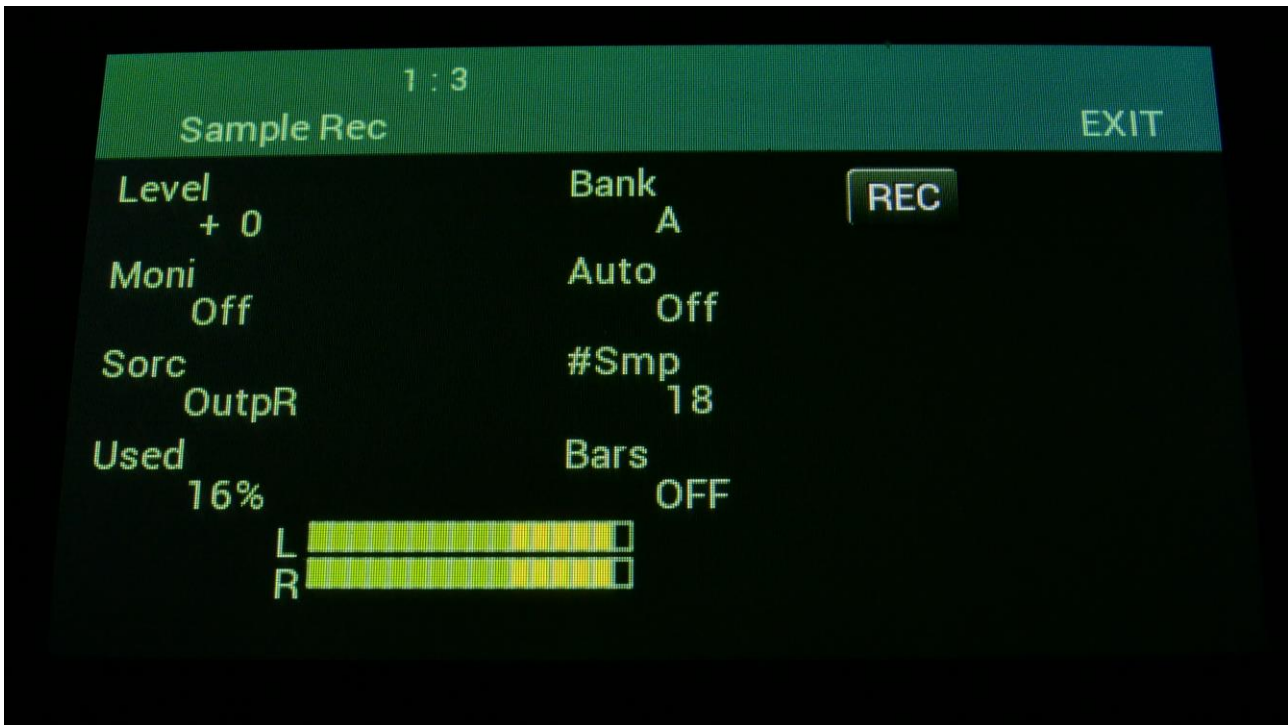 1 : 3
Sample Rec
EXIT
Level
+ 0
Bank
A
REC
Moni
Off
Auto
Off
Sorc
OutpR
#Smp
18
Used
16%
Bars
OFF
L
R